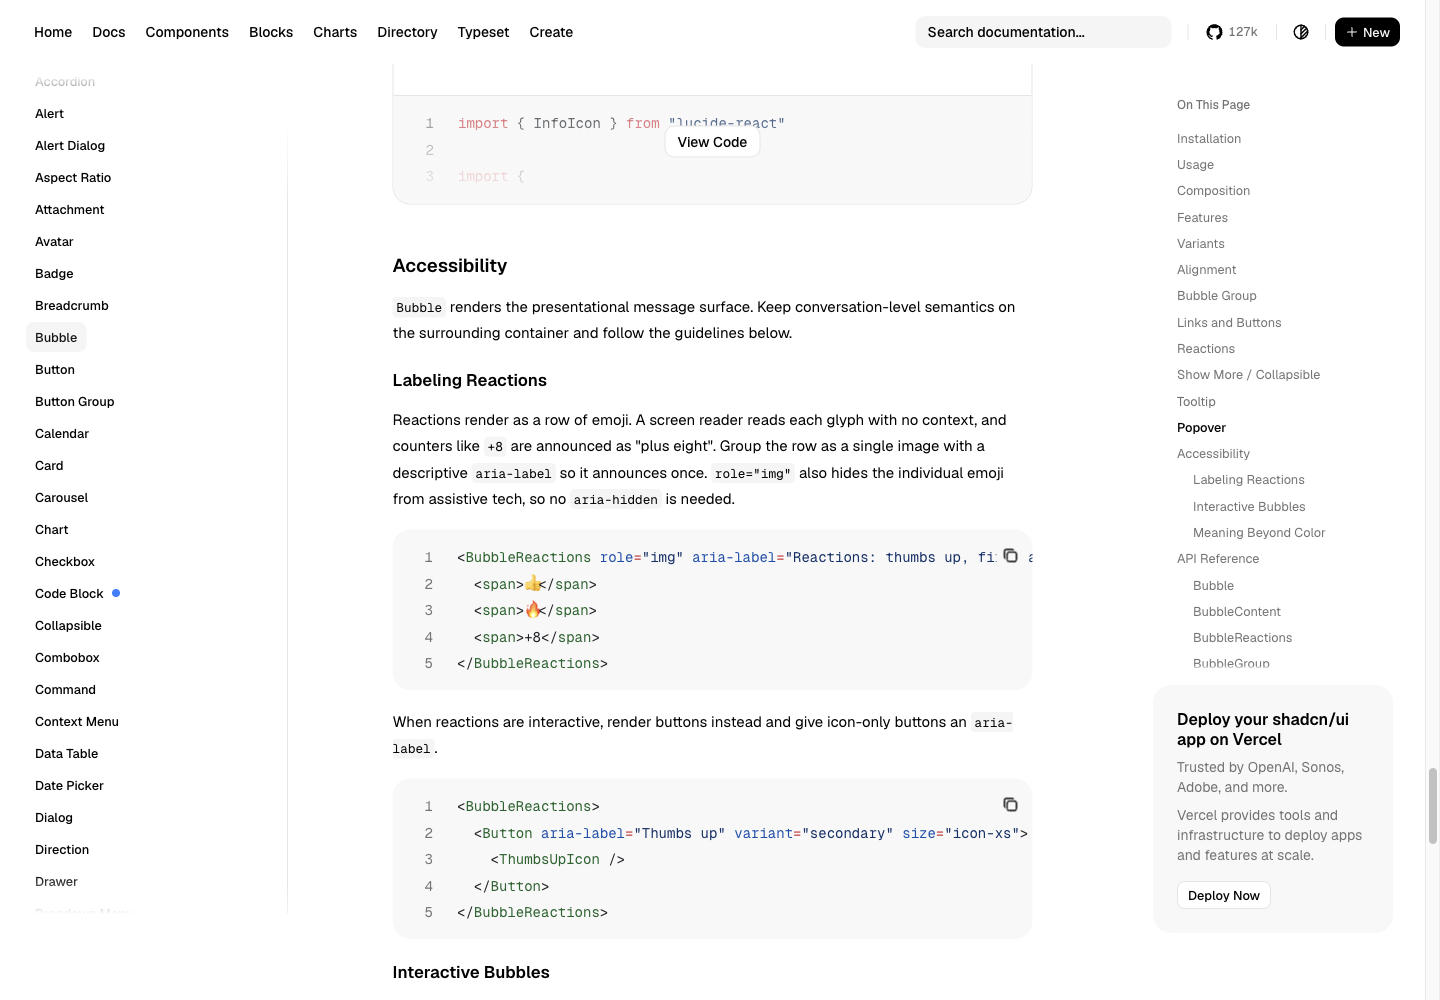 Home Docs Components Blocks Charts Directory Typeset Create
Search documentation...
127k
New
Accordion
Alert
Alert Dialog
Aspect Ratio
Attachment
Avatar
Badge
Breadcrumb
Bubble
Button
Button Group
Calendar
Card
Carousel
Chart
Checkbox
Code Block
Collapsible
Combobox
Command
Context Menu
Data Table
Date Picker
Dialog
Direction
Drawer
Dropdown Menu
1 import { InfoIcon } from "lucide-react"
View Code
2
3 import {
Accessibility
Bubble renders the presentational message surface. Keep conversation-level semantics on
the surrounding container and follow the guidelines below.
Labeling Reactions
Reactions render as a row of emoji. A screen reader reads each glyph with no context, and
counters like +8 are announced as "plus eight". Group the row as a single image with a
descriptive aria-label so it announces once. role="img" also hides the individual emoji
from assistive tech, so no aria-hidden is needed.
1 <BubbleReactions role="img" aria-label="Reactions: thumbs up, fi
2 <span>👍</span>
3 <span>🔥</span>
4 <span>+8</span>
5 </BubbleReactions>
When reactions are interactive, render buttons instead and give icon-only buttons an aria-
label.
1 <BubbleReactions>
2 <Button aria-label="Thumbs up" variant="secondary" size="icon-xs">
3 <ThumbsUpIcon />
4 </Button>
5 </BubbleReactions>
Interactive Bubbles
On This Page
Installation
Usage
Composition
Features
Variants
Alignment
Bubble Group
Links and Buttons
Reactions
Show More / Collapsible
Tooltip
Popover
Accessibility
Labeling Reactions
Interactive Bubbles
Meaning Beyond Color
API Reference
Bubble
BubbleContent
BubbleReactions
BubbleGroup
Deploy your shadcn/ui
app on Vercel
Trusted by OpenAI, Sonos,
Adobe, and more.
Vercel provides tools and
infrastructure to deploy apps
and features at scale.
Deploy Now